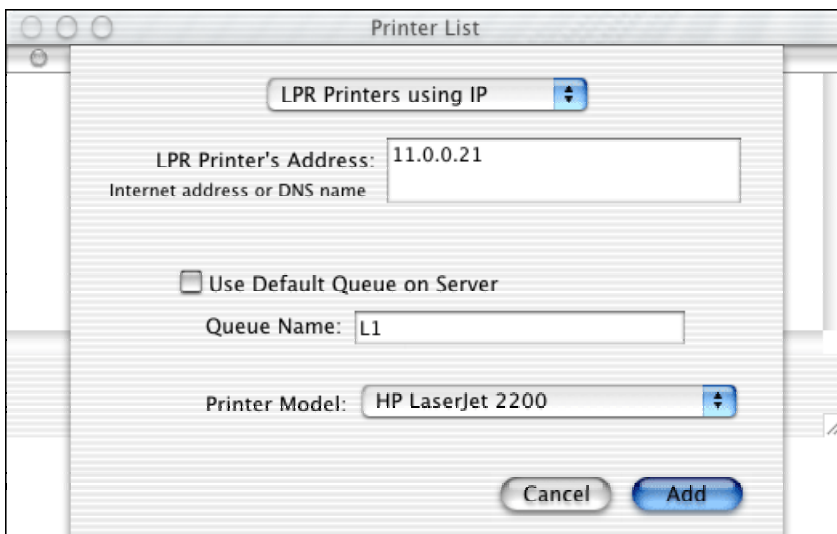 Printer List
LPR Printers using IP
LPR Printer's Address: 11.0.0.21
Internet address or DNS name
Use Default Queue on Server
Queue Name: L1
Printer Model: HP LaserJet 2200
Cancel Add